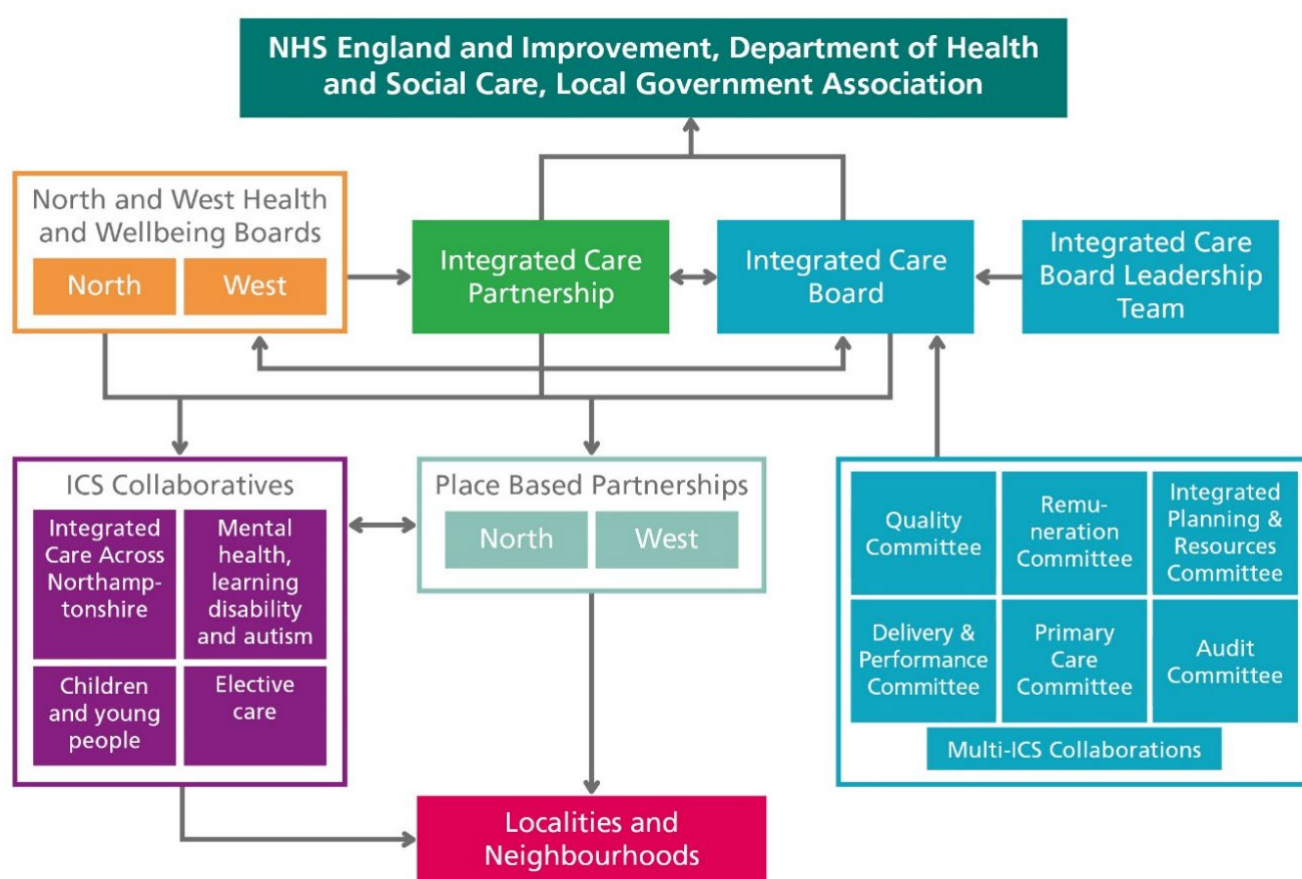 NHS England and Improvement, Department of Health
and Social Care, Local Government Association
North and West Health
and Wellbeing Boards
North
West
Integrated Care
Partnership
Integrated Care
Board
Integrated Care
Board Leadership
Team
ICS Collaboratives
Integrated
Care Across
Northamp-
tonshire
Mental
health,
learning
disability
and autism
Children
and young
people
Elective
care
Place Based Partnerships
North
West
Quality
Committee
Remu-
neration
Committee
Integrated
Planning &
Resources
Committee
Delivery &
Performance
Committee
Primary
Care
Committee
Audit
Committee
Multi-ICS Collaborations
Localities and
Neighbourhoods